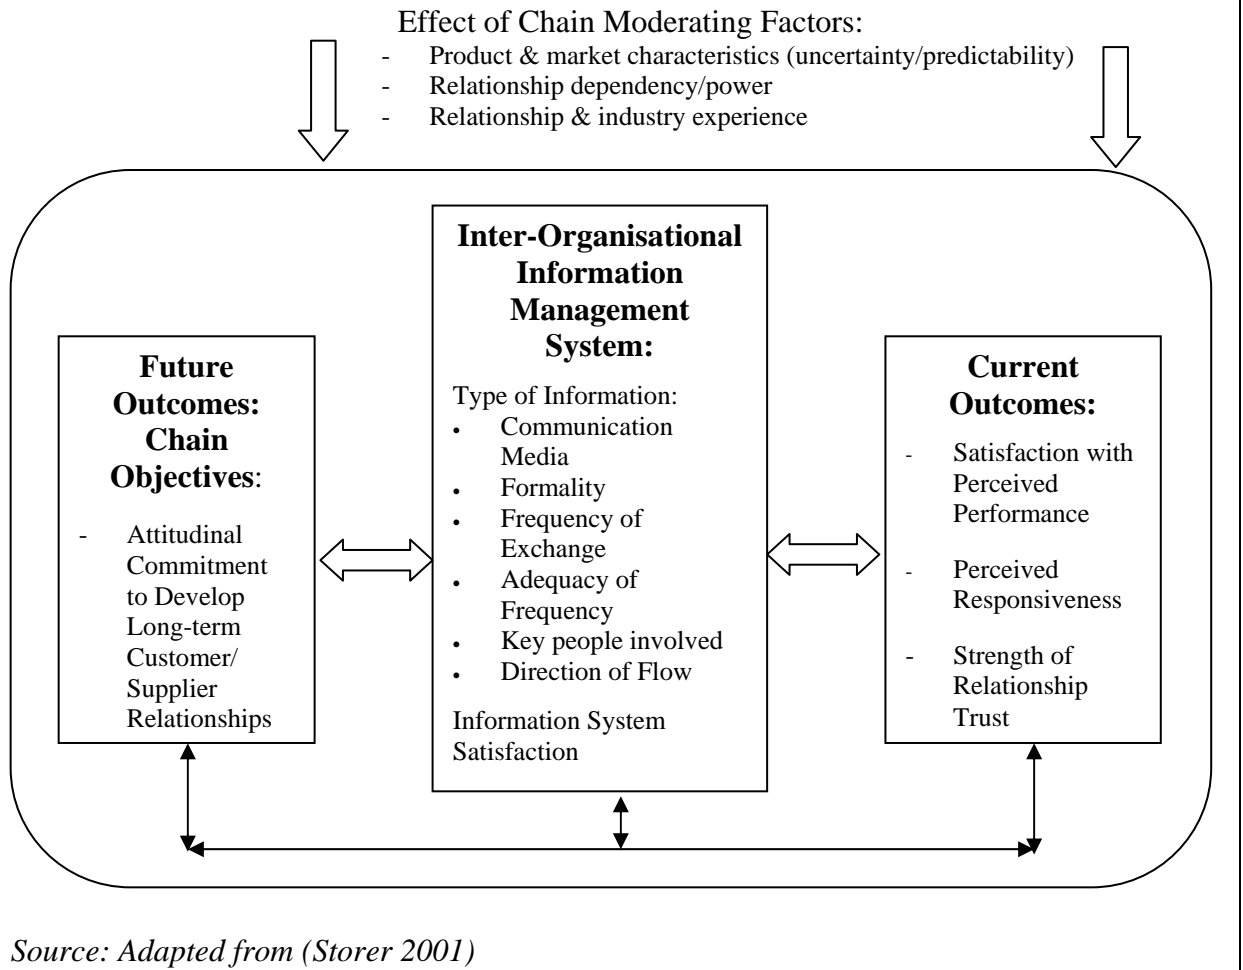 Effect of Chain Moderating Factors:
- Product & market characteristics (uncertainty/predictability)
- Relationship dependency/power
- Relationship & industry experience
Future
Outcomes:
Chain
Objectives:
- Attitudinal
Commitment
to Develop
Long-term
Customer/
Supplier
Relationships
Inter-Organisational
Information
Management
System:
Type of Information:
• Communication
Media
• Formality
• Frequency of
Exchange
• Adequacy of
Frequency
• Key people involved
• Direction of Flow
Information System
Satisfaction
Current
Outcomes:
- Satisfaction with
Perceived
Performance
- Perceived
Responsiveness
- Strength of
Relationship
Trust
Source: Adapted from (Storer 2001)